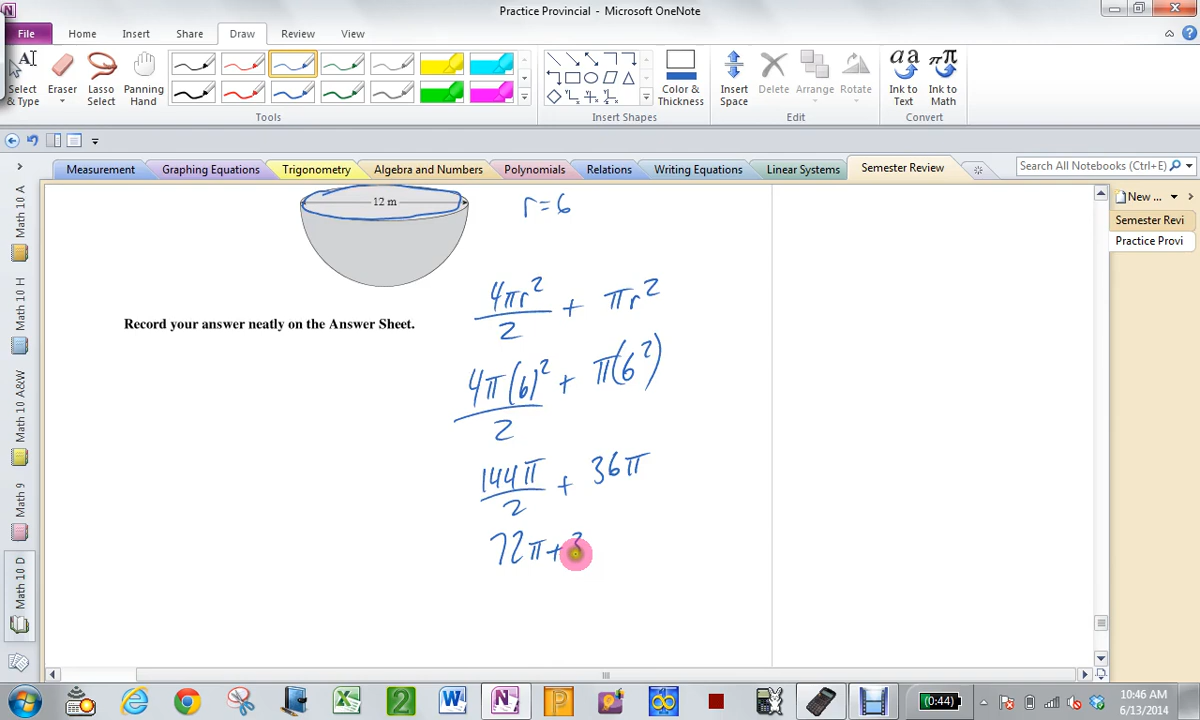 Practice Provincial - Microsoft OneNote
File Home Insert Share Draw Review View
Select & Type
Eraser
Lasso Select
Panning Hand
Color & Thickness
Insert Space
Delete
Arrange
Rotate
Ink to Text
Ink to Math
Tools
Insert Shapes
Edit
Convert
Measurement Graphing Equations Trigonometry Algebra and Numbers Polynomials Relations Writing Equations Linear Systems Semester Review
Search All Notebooks (Ctrl+E)
New ...
Semester Revi
Practice Provi
Math 10 A
Math 10 H
Math 10 A&W
Math 9
Math 10 D
12 m
r=6
4πr²/2 + πr²
Record your answer neatly on the Answer Sheet.
4π(6)²/2 + π(6²)
144π/2 + 36π
72π+3
(0:44)
10:46 AM
6/13/2014